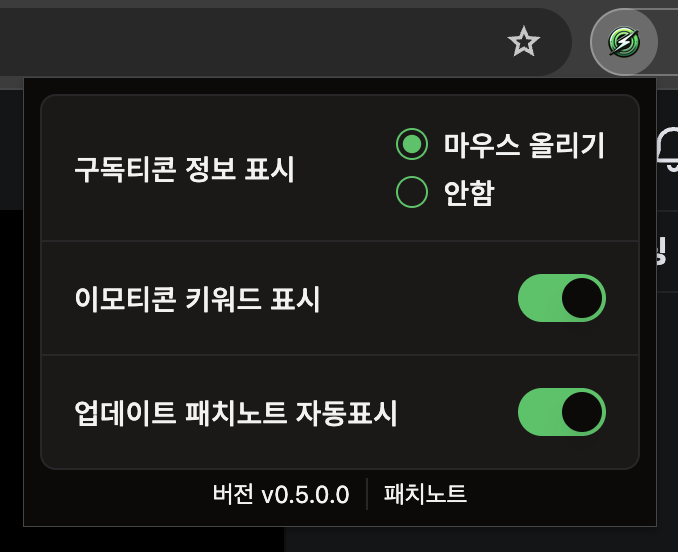 구독티콘 정보 표시
마우스 올리기
안함
이모티콘 키워드 표시
업데이트 패치노트 자동표시
버전 v0.5.0.0 패치노트